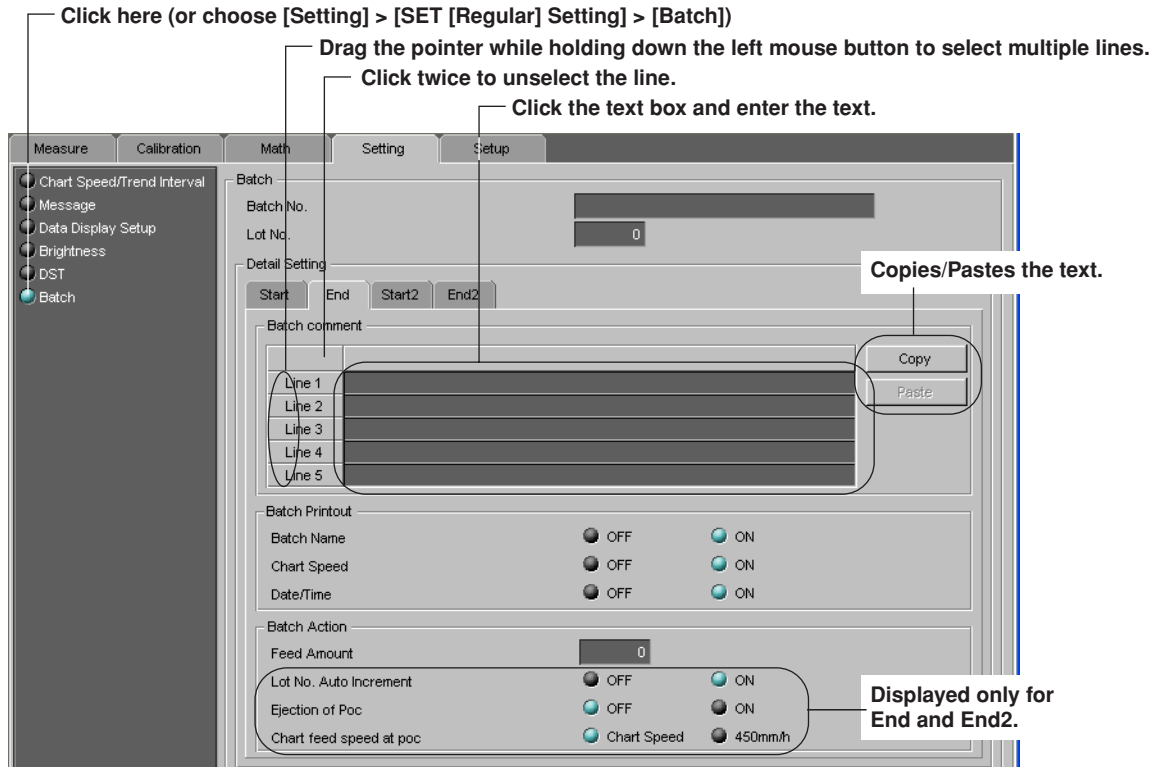 Click here (or choose [Setting] > [SET [Regular] Setting] > [Batch])
Drag the pointer while holding down the left mouse button to select multiple lines.
Click twice to unselect the line.
Click the text box and enter the text.
Measure Calibration Math Setting Setup
Chart Speed/Trend Interval
Message
Data Display Setup
Brightness
DST
Batch
Batch
Batch No.
Lot No. 0
Detail Setting
Copies/Pastes the text.
Start End Start2 End2
Batch comment
Copy
Paste
Line 1
Line 2
Line 3
Line 4
Line 5
Batch Printout
Batch Name OFF ON
Chart Speed OFF ON
Date/Time OFF ON
Batch Action
Feed Amount 0
Lot No. Auto Increment OFF ON
Ejection of Poc OFF ON
Chart feed speed at poc Chart Speed 450mm/h
Displayed only for
End and End2.